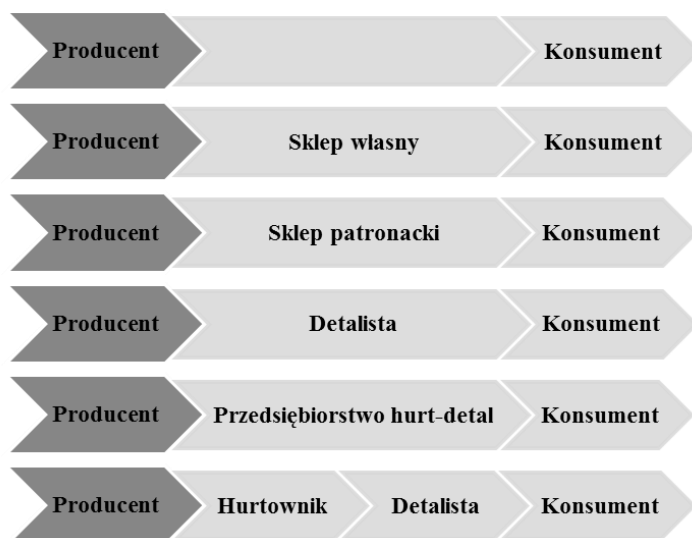 Producent Konsument
Producent Sklep własny Konsument
Producent Sklep patronacki Konsument
Producent Detalista Konsument
Producent Przedsiębiorstwo hurt-detal Konsument
Producent Hurtownik Detalista Konsument